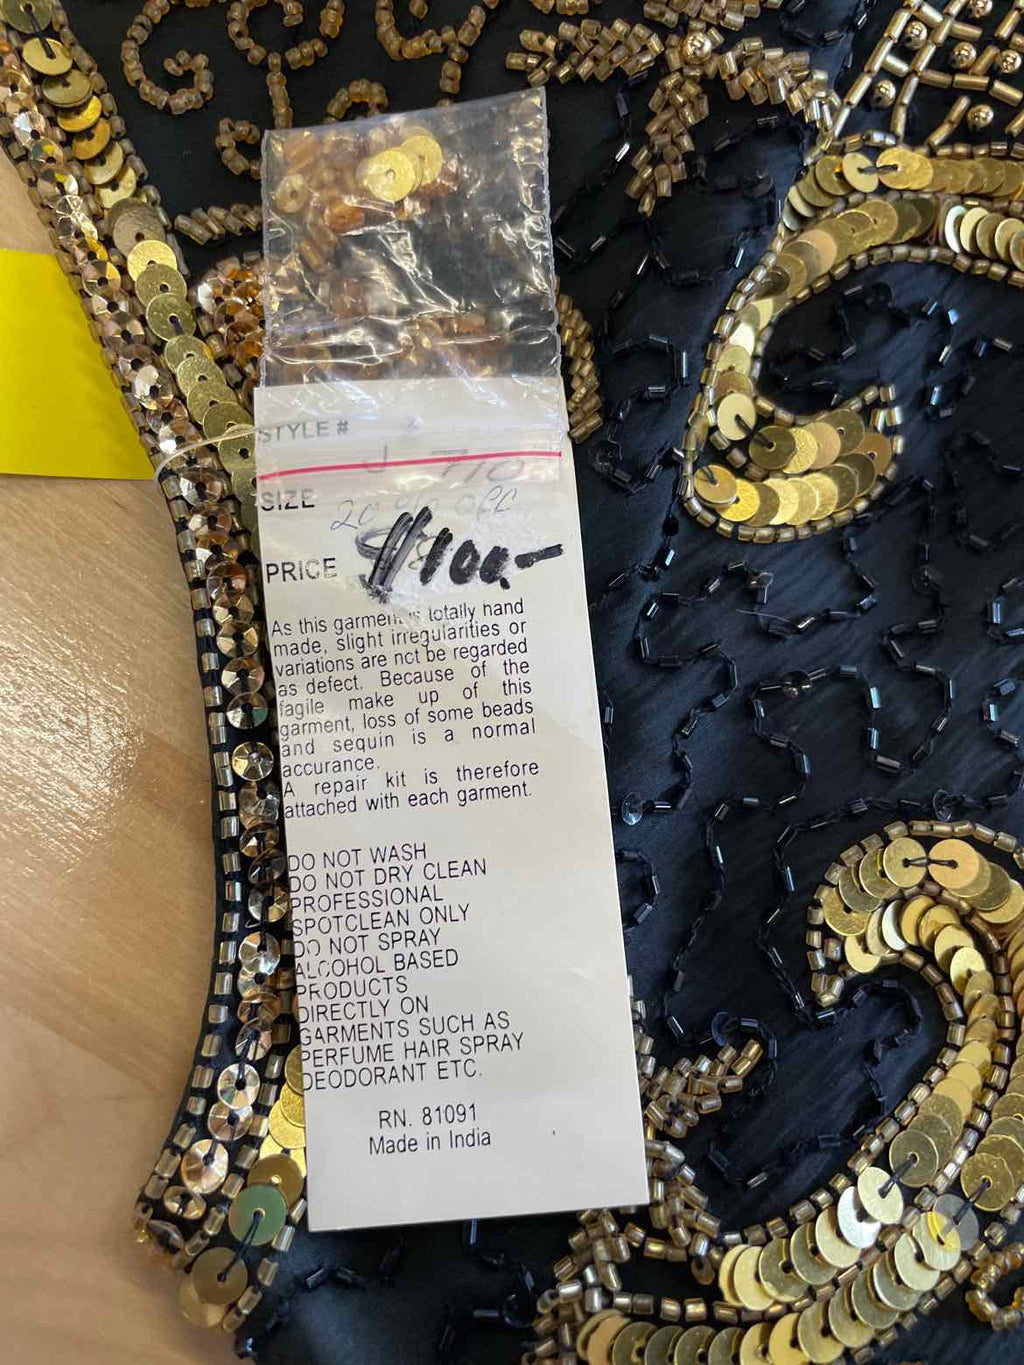 STYLE #
SIZE
20% off
PRICE $100.-
As this garment is totally hand
made, slight irregularities or
variations are nct be regarded
as defect. Because of the
fagile make up of this
garment, loss of some beads
and sequin is a normal
accurance.
A repair kit is therefore
attached with each garment.
DO NOT WASH
DO NOT DRY CLEAN
PROFESSIONAL
SPOTCLEAN ONLY
DO NOT SPRAY
ALCOHOL BASED
PRODUCTS
DIRECTLY ON
GARMENTS SUCH AS
PERFUME HAIR SPRAY
DEODORANT ETC.
RN. 81091
Made in India